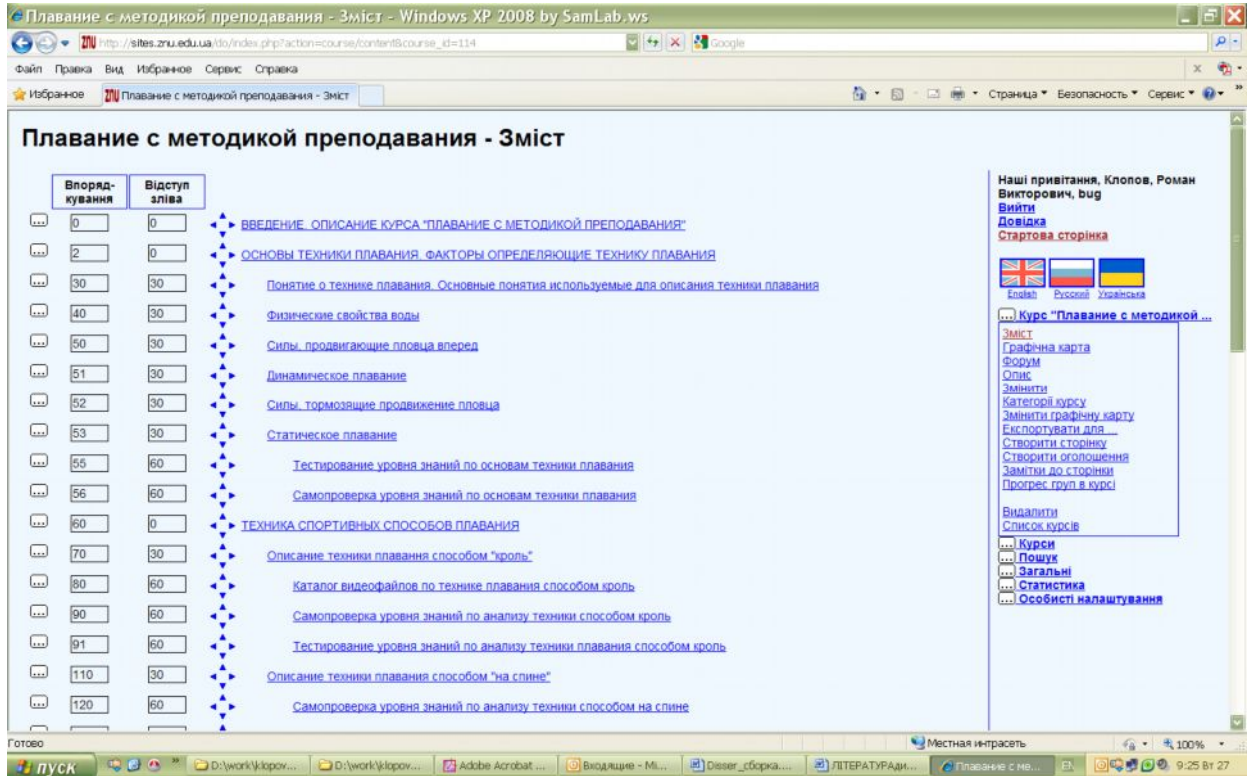 Плавание с методикой преподавания - Зміст - Windows XP 2008 by SamLab.ws
http://sites.znu.edu.ua/do/index.php?action=course/content&course_id=114
Google
Файл Правка Вид Избранное Сервис Справка
Избранное Плавание с методикой преподавания - Зміст
Страница Безопасность Сервис
Плавание с методикой преподавания - Зміст
Впоряд-
кування
Відступ
зліва
... 0 0 ВВЕДЕНИЕ. ОПИСАНИЕ КУРСА "ПЛАВАНИЕ С МЕТОДИКОЙ ПРЕПОДАВАНИЯ"
... 2 0 ОСНОВЫ ТЕХНИКИ ПЛАВАНИЯ. ФАКТОРЫ ОПРЕДЕЛЯЮЩИЕ ТЕХНИКУ ПЛАВАНИЯ
... 30 30 Понятие о технике плавания. Основные понятия используемые для описания техники плавания
... 40 30 Физические свойства воды
... 50 30 Силы, продвигающие пловца вперед
... 51 30 Динамическое плавание
... 52 30 Силы, тормозящие продвижение пловца
... 53 30 Статическое плавание
... 55 60 Тестирование уровня знаний по основам техники плавания
... 56 60 Самопроверка уровня знаний по основам техники плавания
... 60 0 ТЕХНИКА СПОРТИВНЫХ СПОСОБОВ ПЛАВАНИЯ
... 70 30 Описание техники плавання способом "кроль"
... 80 60 Каталог видеофайлов по технике плавания способом кроль
... 90 60 Самопроверка уровня знаний по анализу техники способом кроль
... 91 60 Тестирование уровня знаний по анализу техники плавания способом кроль
... 110 30 Описание техники плавания способом "на спине"
... 120 60 Самопроверка уровня знаний по анализу техники способом на спине
Наші привітання, Клопов, Роман
Викторович, bug
Вийти
Довідка
Стартова сторінка
English Русский Українська
... Курс "Плавание с методикой ...
Зміст
Графічна карта
Форум
Опис
Змінити
Категорії курсу
Змінити графічну карту
Експортувати для ...
Створити сторінку
Створити оголошення
Замітки до сторінки
Прогрес груп в курсі
Видалити
Список курсів
... Курси
... Пошук
... Загальні
... Статистика
... Особисті налаштування
Готово Местная интрасеть 100%
пуск D:\work\klopov... D:\work\klopov... Adobe Acrobat ... Входящие - Mi... Disser_сборка.... ЛІТЕРАТУРАди... Плавание с ме... EN 9:25 Вт 27